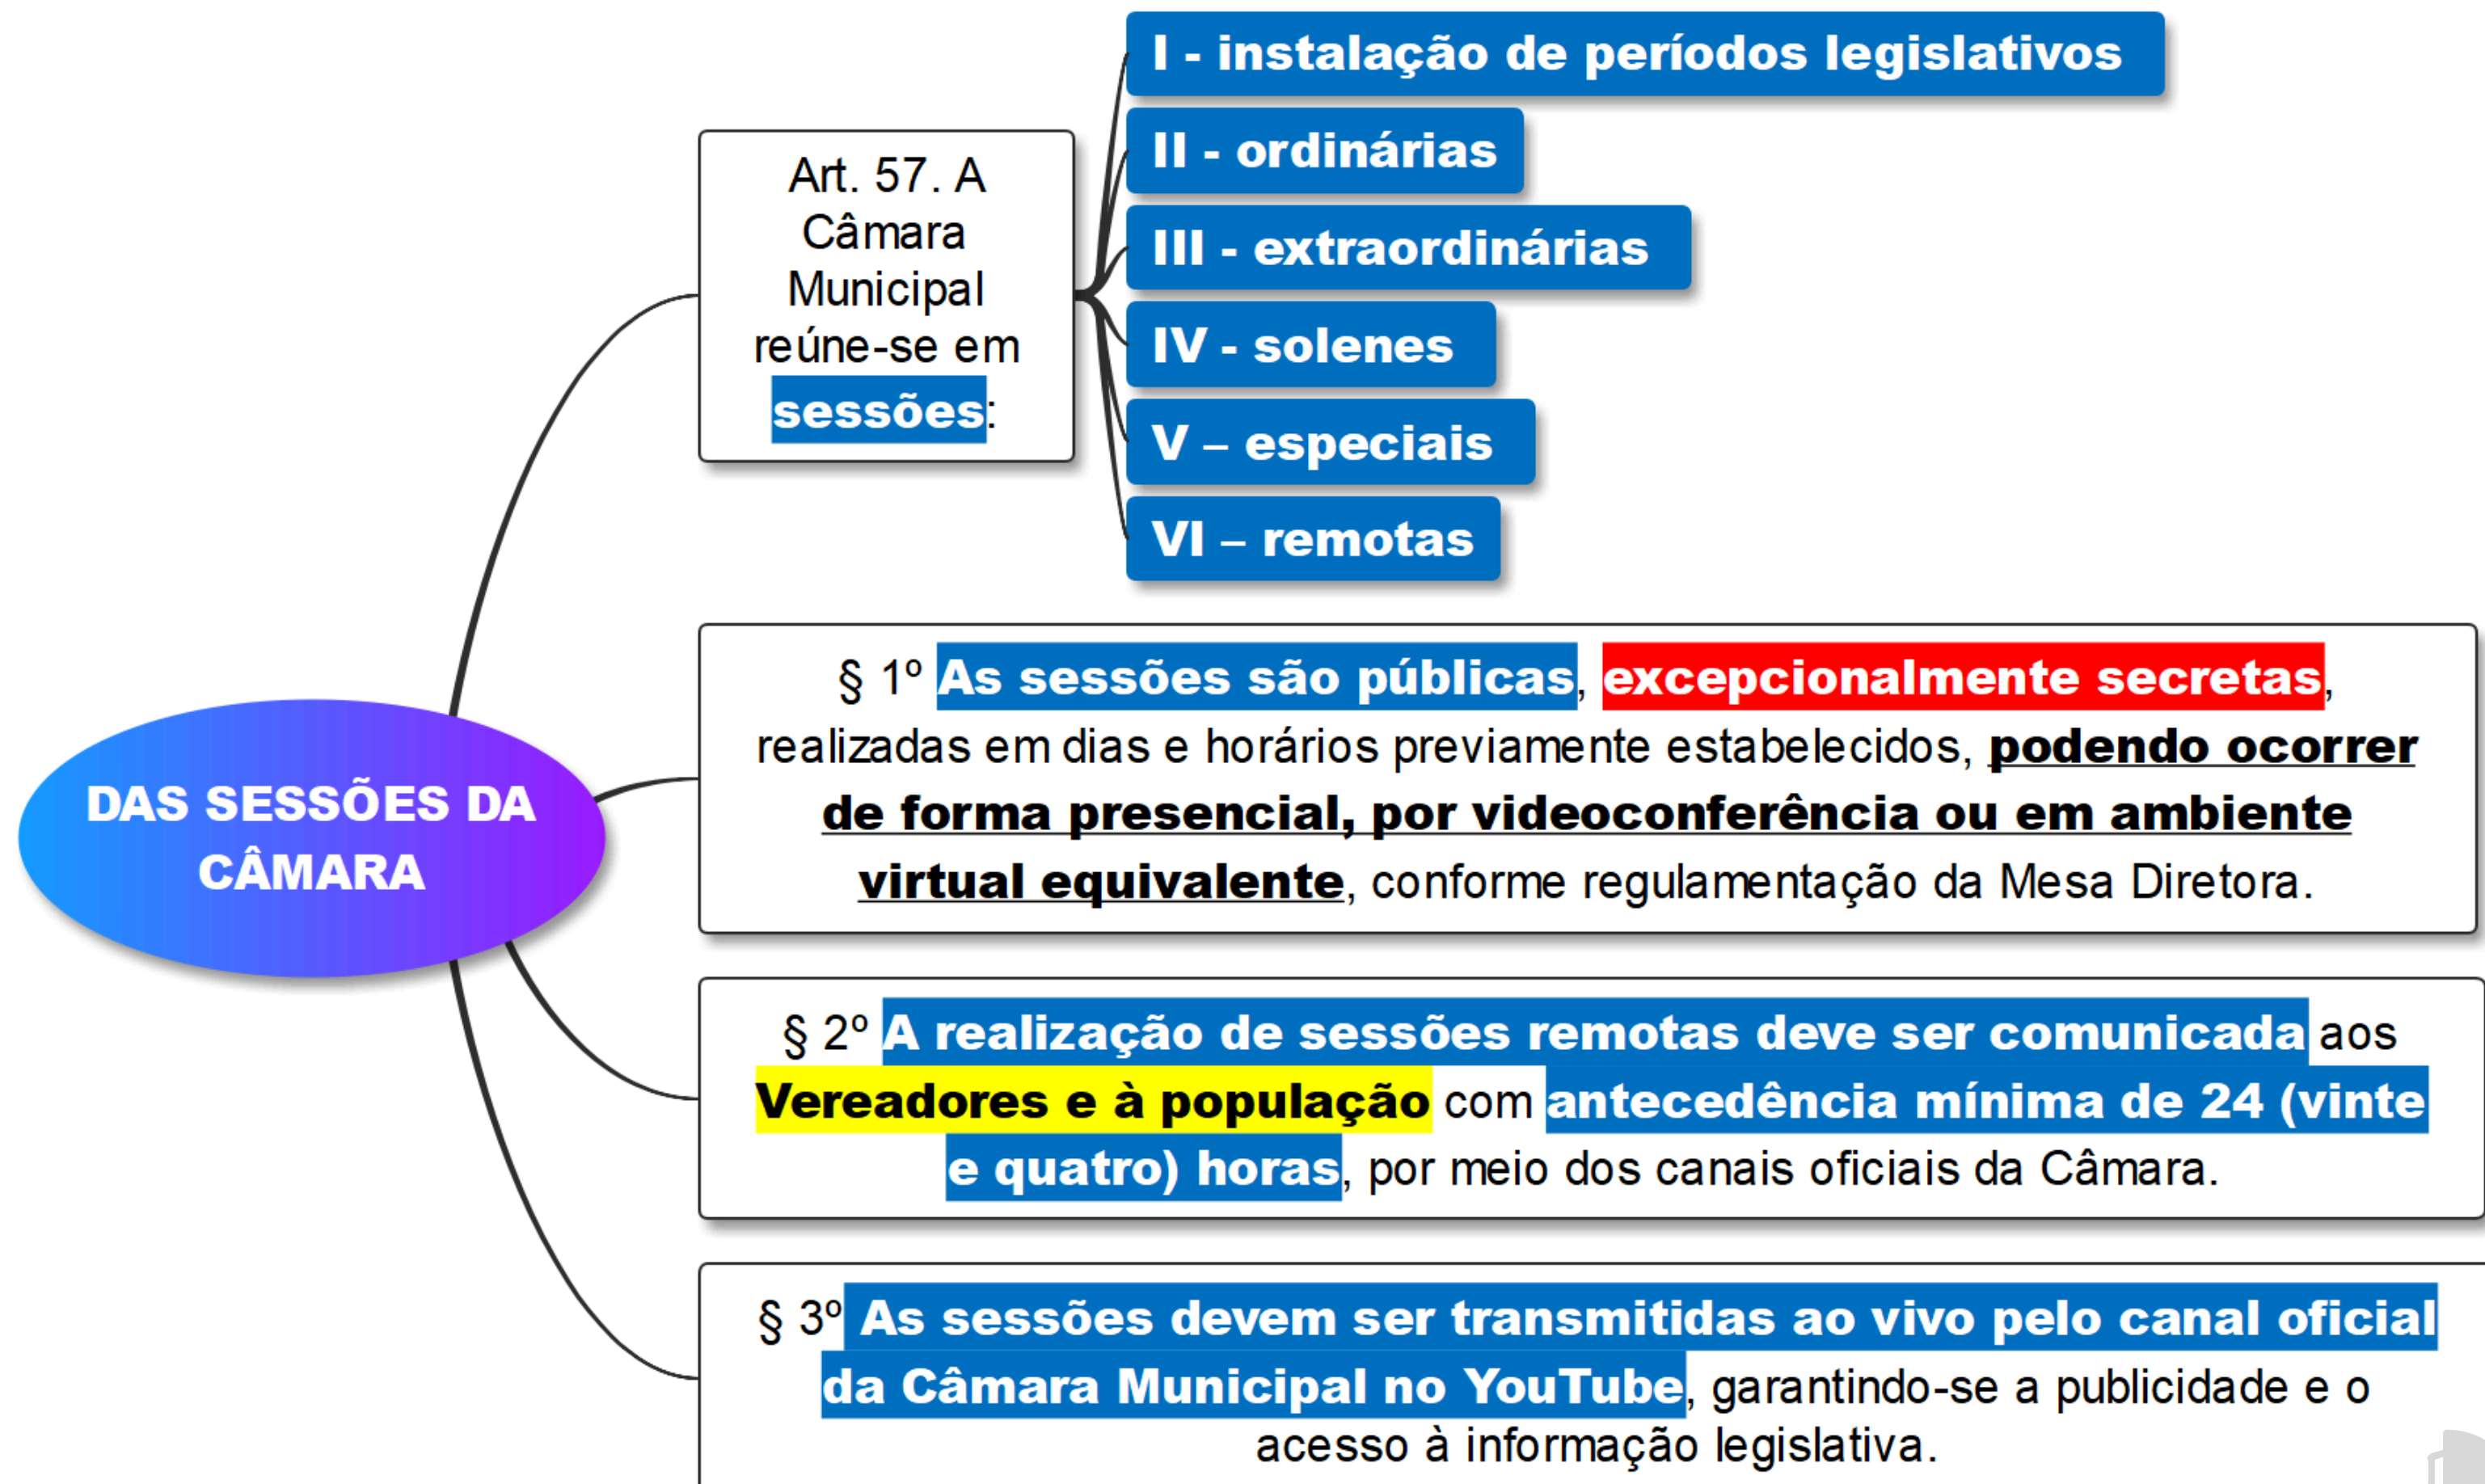 DAS SESSÕES DA
CÂMARA
Art. 57. A
Câmara
Municipal
reúne-se em
sessões:
I - instalação de períodos legislativos
II - ordinárias
III - extraordinárias
IV - solenes
V – especiais
VI – remotas
§ 1º As sessões são públicas, excepcionalmente secretas,
realizadas em dias e horários previamente estabelecidos, podendo ocorrer
de forma presencial, por videoconferência ou em ambiente
virtual equivalente, conforme regulamentação da Mesa Diretora.
§ 2º A realização de sessões remotas deve ser comunicada aos
Vereadores e à população com antecedência mínima de 24 (vinte
e quatro) horas, por meio dos canais oficiais da Câmara.
§ 3º As sessões devem ser transmitidas ao vivo pelo canal oficial
da Câmara Municipal no YouTube, garantindo-se a publicidade e o
acesso à informação legislativa.